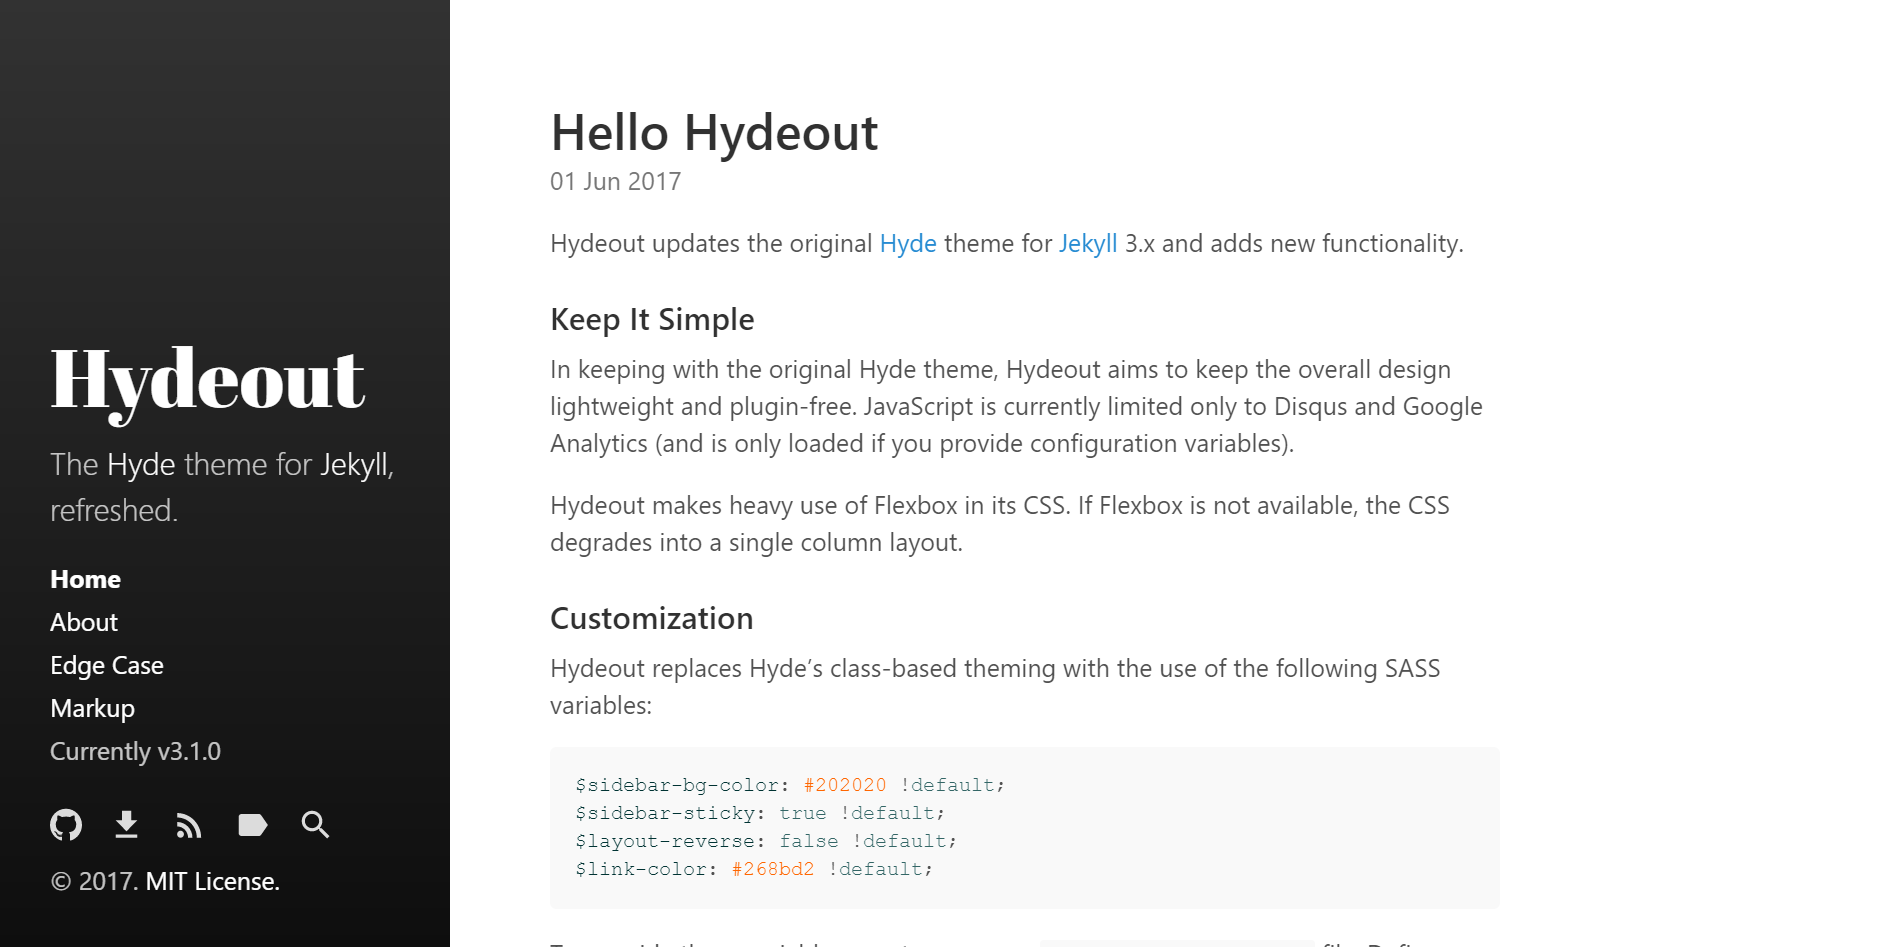 Hydeout
The Hyde theme for Jekyll,
refreshed.
Home
About
Edge Case
Markup
Currently v3.1.0
© 2017. MIT License.
Hello Hydeout
01 Jun 2017
Hydeout updates the original Hyde theme for Jekyll 3.x and adds new functionality.
Keep It Simple
In keeping with the original Hyde theme, Hydeout aims to keep the overall design
lightweight and plugin-free. JavaScript is currently limited only to Disqus and Google
Analytics (and is only loaded if you provide configuration variables).
Hydeout makes heavy use of Flexbox in its CSS. If Flexbox is not available, the CSS
degrades into a single column layout.
Customization
Hydeout replaces Hyde’s class-based theming with the use of the following SASS
variables:
$sidebar-bg-color: #202020 !default;
$sidebar-sticky: true !default;
$layout-reverse: false !default;
$link-color: #268bd2 !default;